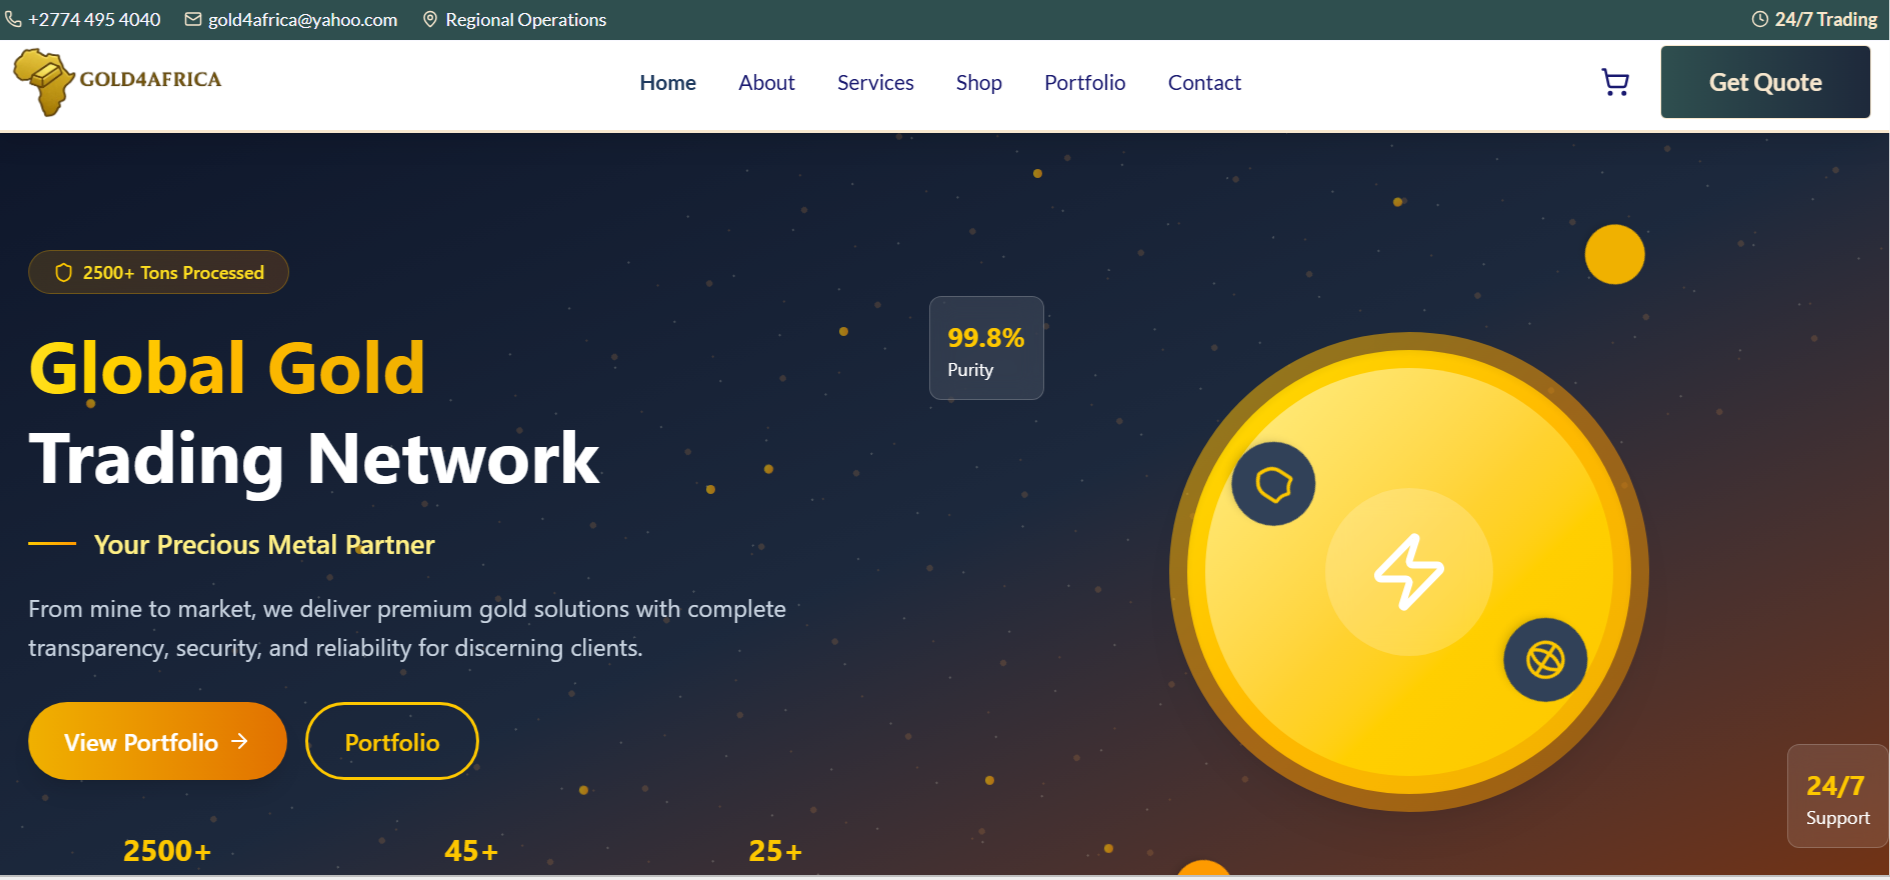 +2774 495 4040
gold4africa@yahoo.com
Regional Operations
24/7 Trading
GOLD4AFRICA
Home
About
Services
Shop
Portfolio
Contact
Get Quote
2500+ Tons Processed
Global Gold
Trading Network
Your Precious Metal Partner
From mine to market, we deliver premium gold solutions with complete
transparency, security, and reliability for discerning clients.
View Portfolio
Portfolio
2500+
45+
25+
99.8%
Purity
24/7
Support